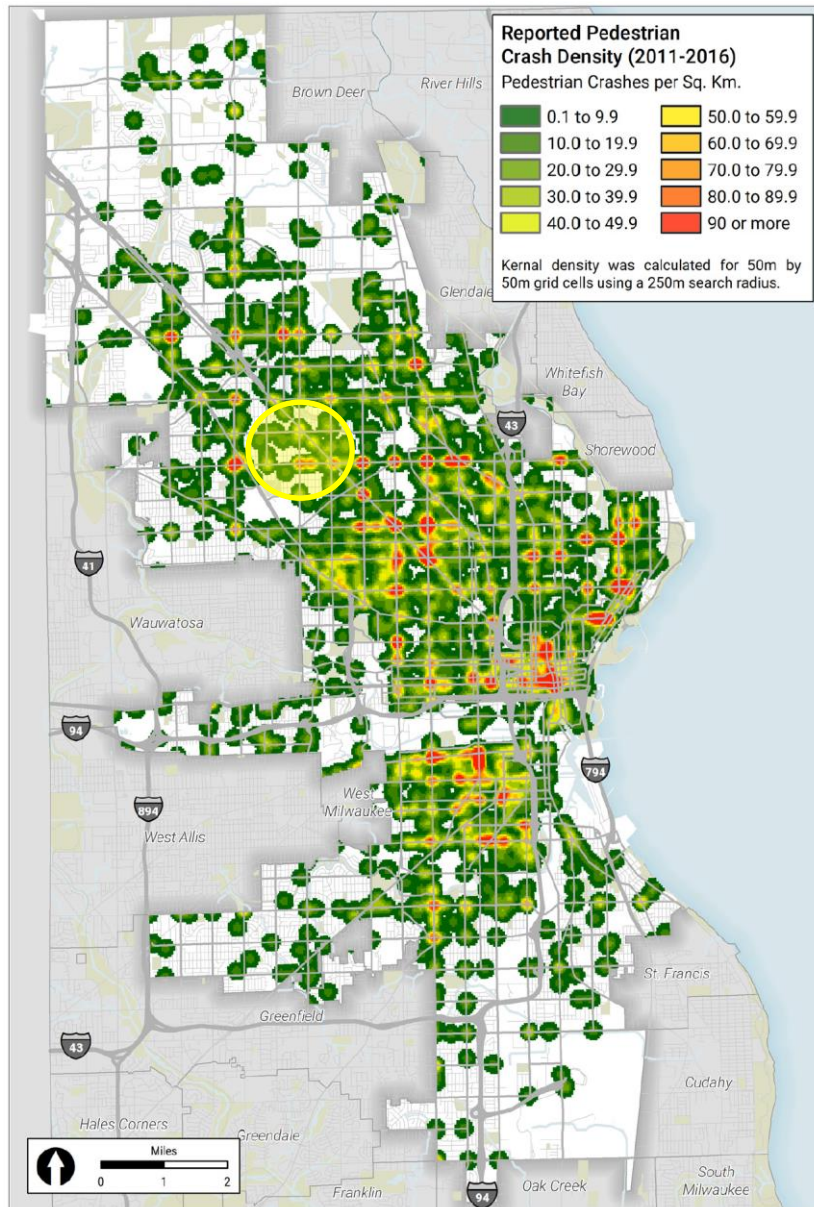 Reported Pedestrian
Crash Density (2011-2016)
Pedestrian Crashes per Sq. Km.
0.1 to 9.9
50.0 to 59.9
10.0 to 19.9
60.0 to 69.9
20.0 to 29.9
70.0 to 79.9
30.0 to 39.9
80.0 to 89.9
40.0 to 49.9
90 or more
Kernal density was calculated for 50m by
50m grid cells using a 250m search radius.
River Hills
Brown Deer
Glendale
Whitefish
Bay
43
Shorewood
41
Wauwatosa
94
794
894
West
Milwaukee
West Allis
St. Francis
Greenfield
43
Cudahy
Hales Corners
Greendale
Miles
0
1
2
Franklin
94
Oak Creek
South
Milwaukee